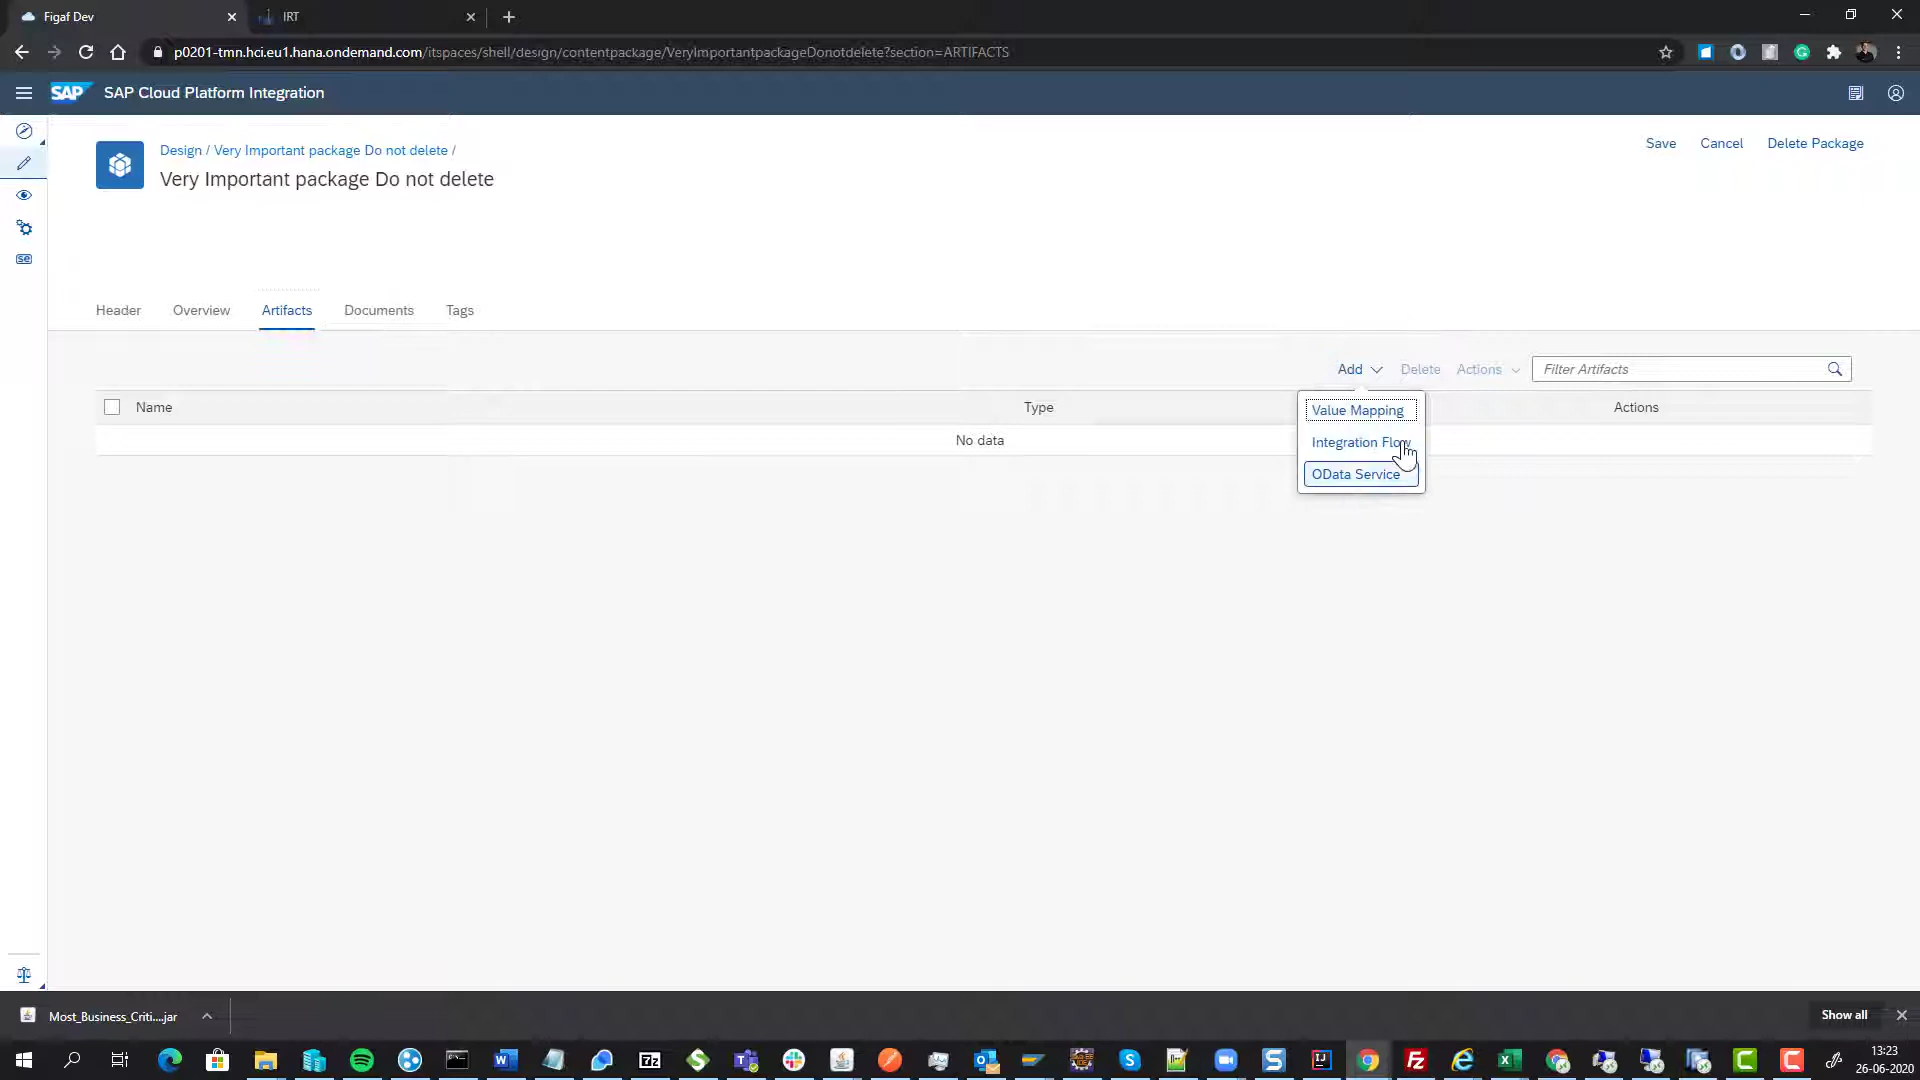 Figaf Dev
IRT
p0201-tmn.hci.eu1.hana.ondemand.com/itspaces/shell/design/contentpackage/VeryImportantpackageDonotdelete?section=ARTIFACTS
SAP
SAP Cloud Platform Integration
Design / Very Important package Do not delete /
Save
Cancel
Delete Package
Very Important package Do not delete
Header
Overview
Artifacts
Documents
Tags
Add
Delete
Actions
Filter Artifacts
Name
Type
Actions
No data
Value Mapping
Integration Flow
OData Service
Most_Business_Criti....jar
Show all
13:23
26-06-2020